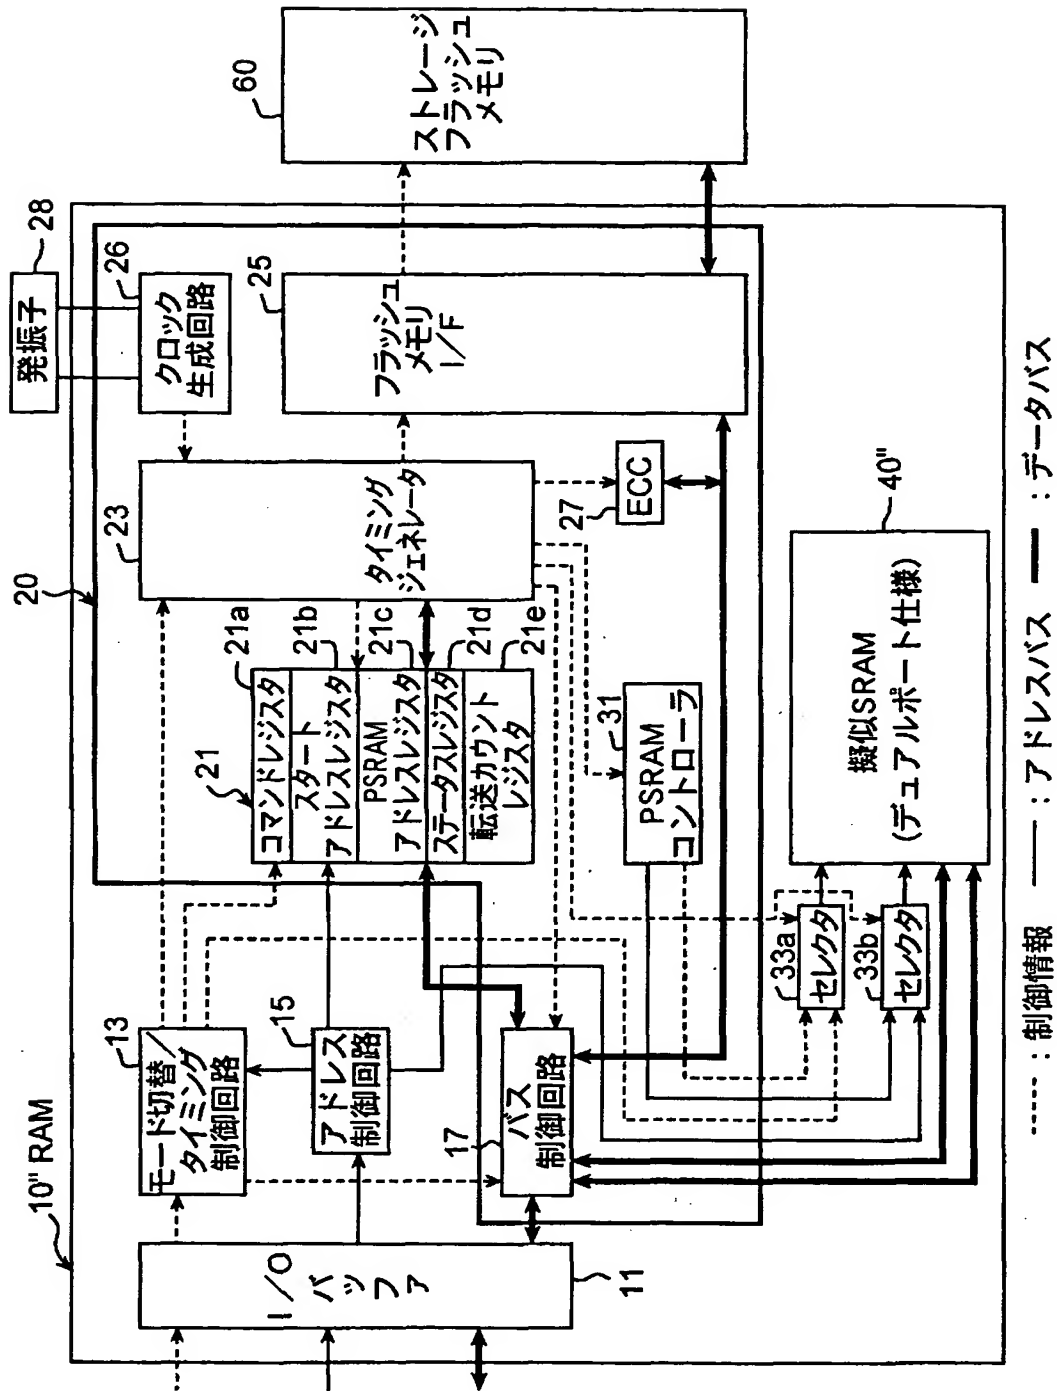 10" RAM
20
28
発振子
26
クロック
生成回路
60
ストレージ
フラッシュ
メモリ
13
モード切替/
タイミング
制御回路
21
21a
コマンドレジスタ
21b
スタート
アドレスレジスタ
21c
PSRAM
アドレスレジスタ
21d
ステータスレジスタ
21e
転送カウント
レジスタ
23
タイミング
ジェネレータ
25
フラッシュ
メモリ
I/F
I/O
バッファ
11
15
アドレス
制御回路
17
バス
制御回路
31
PSRAM
コントローラ
27
ECC
33a
セレクタ
33b
セレクタ
40"
擬似SRAM
(デュアルポート仕様)
----:制御情報 ——:アドレスバス ━━:データバス